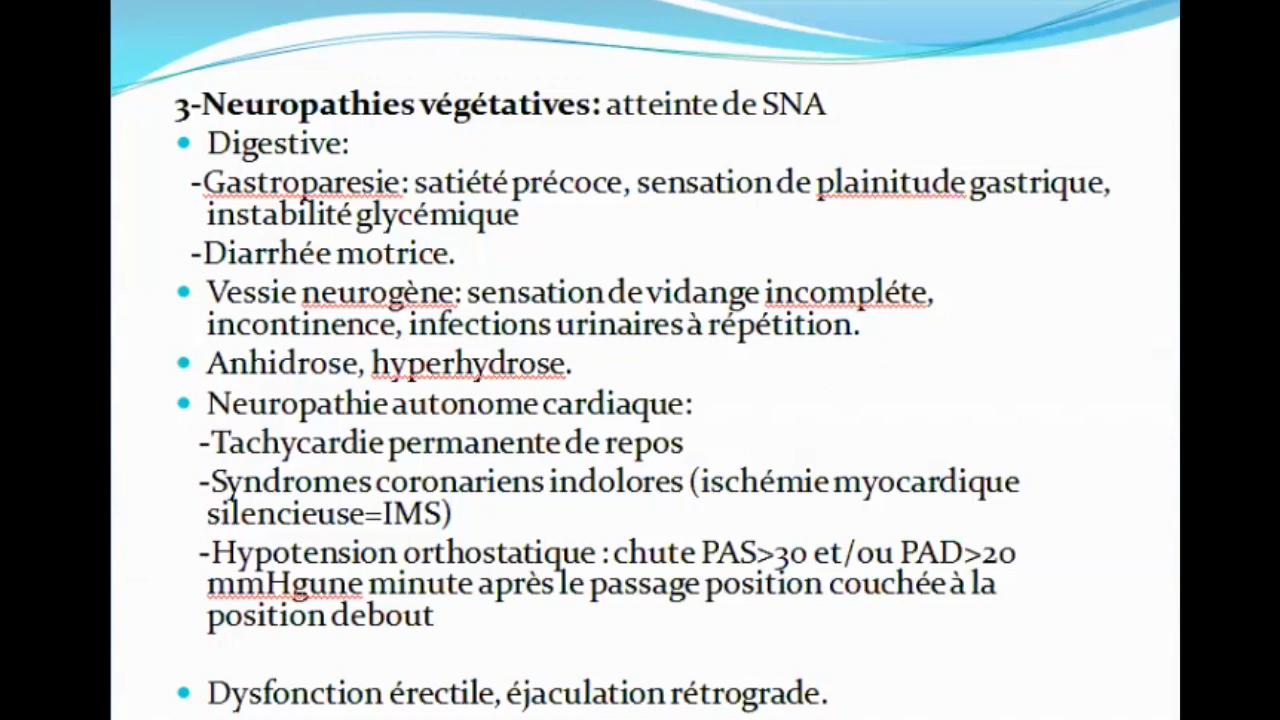 3-Neuropathies végétatives: atteinte de SNA
• Digestive:
-Gastroparesie: satiété précoce, sensation de plainitude gastrique,
instabilité glycémique
-Diarrhée motrice.
• Vessie neurogène: sensation de vidange incompléte,
incontinence, infections urinaires à répétition.
• Anhidrose, hyperhydrose.
• Neuropathie autonome cardiaque:
-Tachycardie permanente de repos
-Syndromes coronariens indolores (ischémie myocardique
silencieuse=IMS)
-Hypotension orthostatique : chute PAS>30 et/ou PAD>20
mmHgune minute après le passage position couchée à la
position debout
• Dysfonction érectile, éjaculation rétrograde.